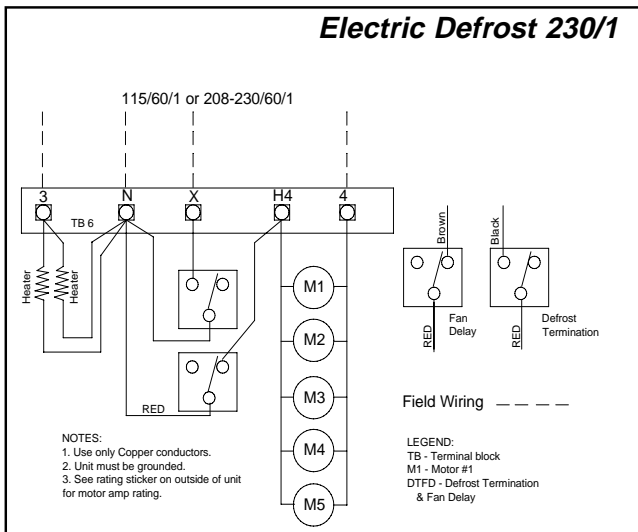 Electric Defrost 230/1
115/60/1 or 208-230/60/1
3 N X H4 4
TB 6
Heater
Heater
M1
M2
M3
M4
M5
RED
Brown
RED
Fan
Delay
Black
RED
Defrost
Termination
Field Wiring
NOTES:
1. Use only Copper conductors.
2. Unit must be grounded.
3. See rating sticker on outside of unit
for motor amp rating.
LEGEND:
TB - Terminal block
M1 - Motor #1
DTFD - Defrost Termination
& Fan Delay